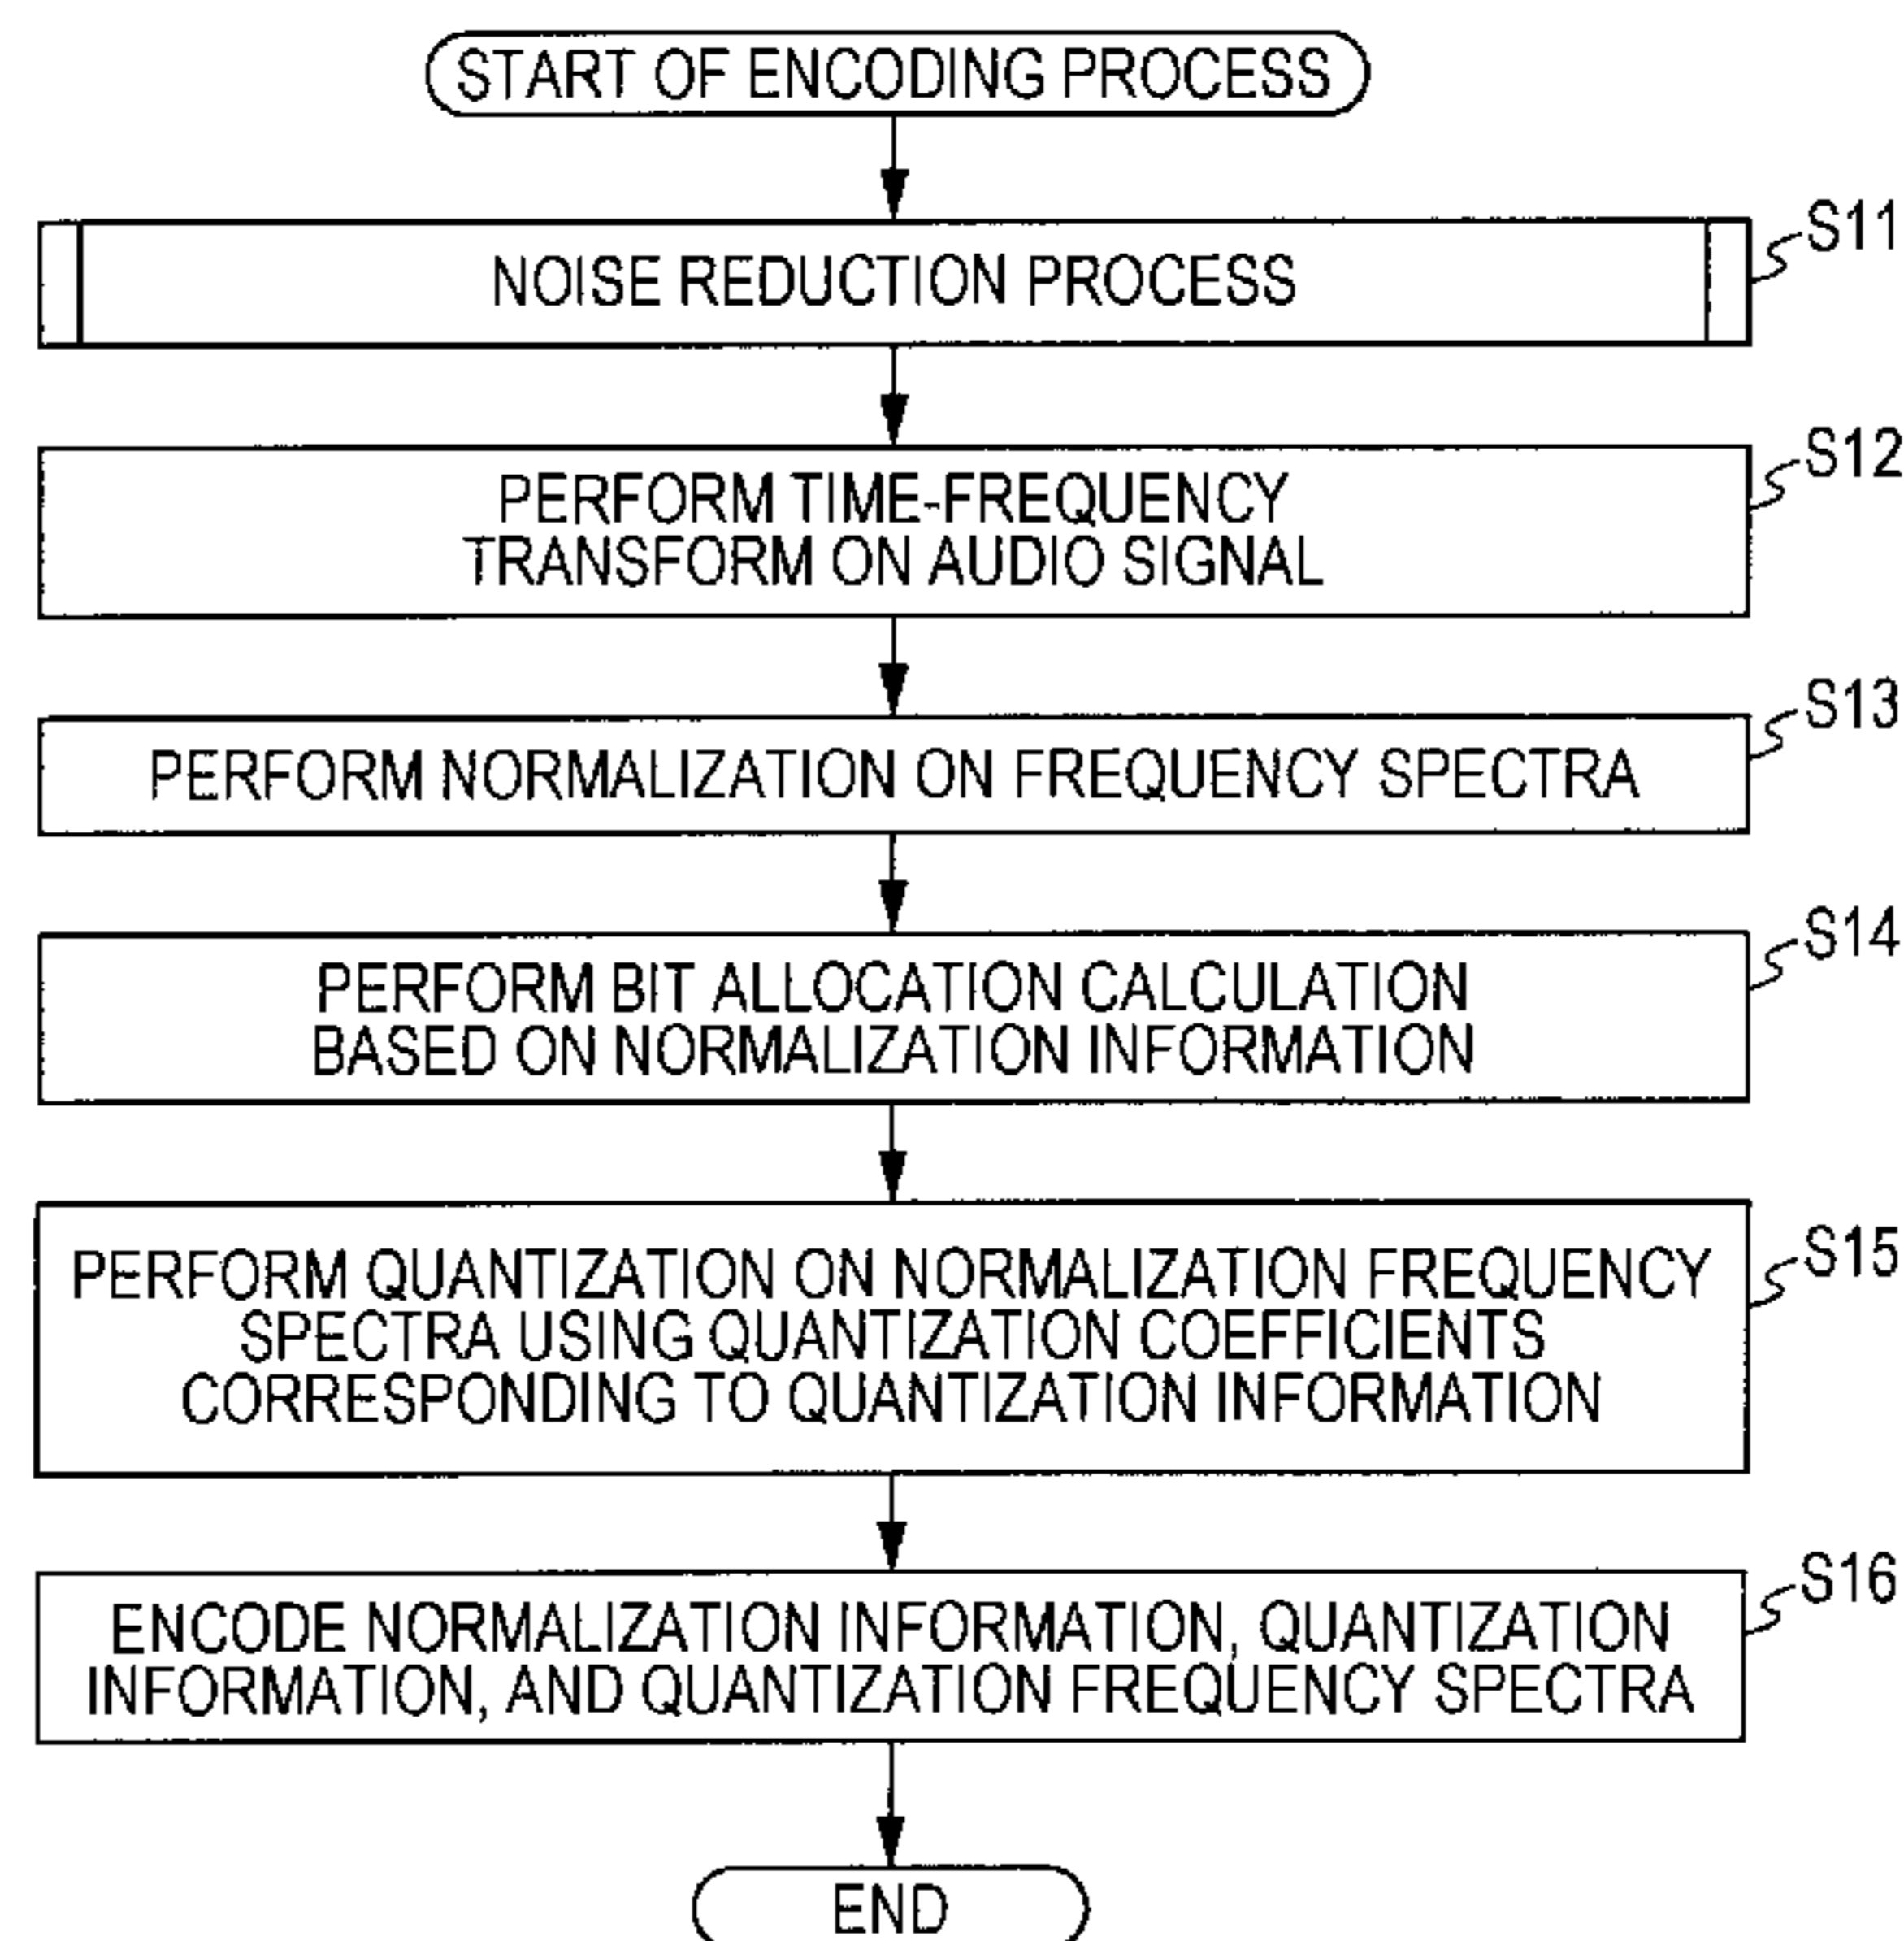 START OF ENCODING PROCESS
S11
NOISE REDUCTION PROCESS
S12
PERFORM TIME-FREQUENCY
TRANSFORM ON AUDIO SIGNAL
S13
PERFORM NORMALIZATION ON FREQUENCY SPECTRA
S14
PERFORM BIT ALLOCATION CALCULATION
BASED ON NORMALIZATION INFORMATION
S15
PERFORM QUANTIZATION ON NORMALIZATION FREQUENCY
SPECTRA USING QUANTIZATION COEFFICIENTS
CORRESPONDING TO QUANTIZATION INFORMATION
S16
ENCODE NORMALIZATION INFORMATION, QUANTIZATION
INFORMATION, AND QUANTIZATION FREQUENCY SPECTRA
END